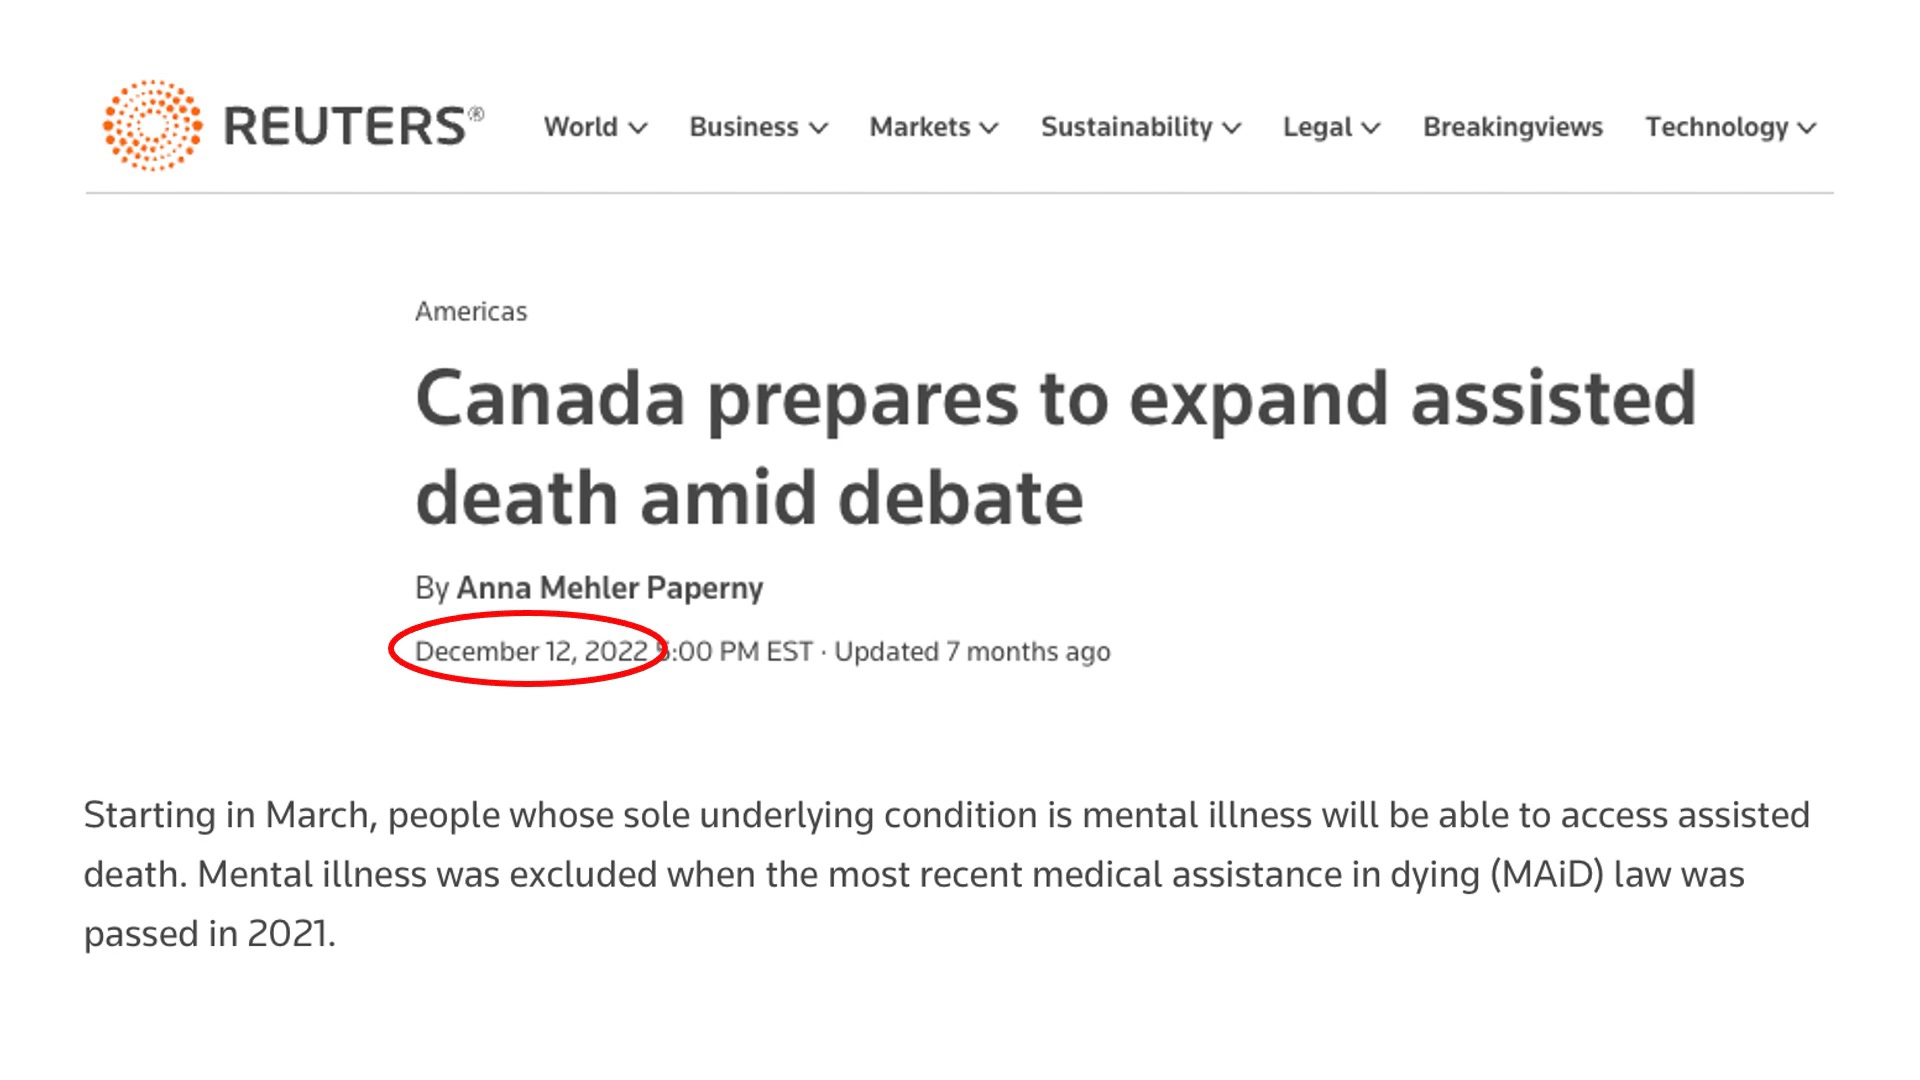 REUTERS® World Business Markets Sustainability Legal Breakingviews Technology
Americas
Canada prepares to expand assisted
death amid debate
By Anna Mehler Paperny
December 12, 2022 5:00 PM EST · Updated 7 months ago
Starting in March, people whose sole underlying condition is mental illness will be able to access assisted
death. Mental illness was excluded when the most recent medical assistance in dying (MAiD) law was
passed in 2021.